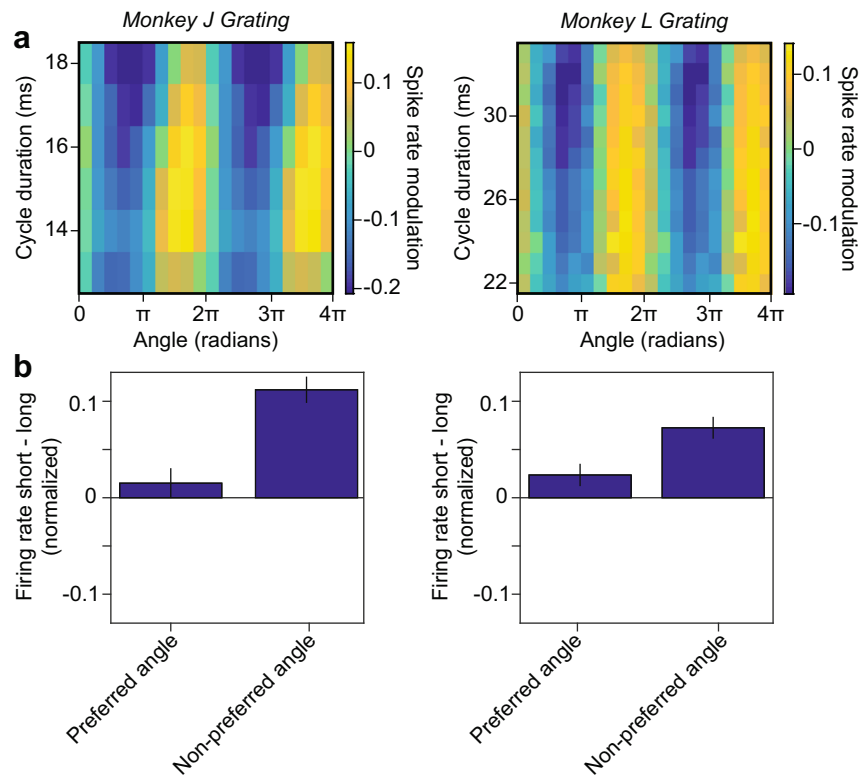 a
Monkey J Grating
Cycle duration (ms)
18
16
14
0
π
2π
3π
4π
Angle (radians)
0.1
0
-0.1
-0.2
Spike rate modulation
Monkey L Grating
Cycle duration (ms)
30
26
22
0
π
2π
3π
4π
Angle (radians)
0.1
0
-0.1
Spike rate modulation
b
Firing rate short - long
(normalized)
0.1
0
-0.1
Preferred angle
Non-preferred angle
Firing rate short - long
(normalized)
0.1
0
-0.1
Preferred angle
Non-preferred angle